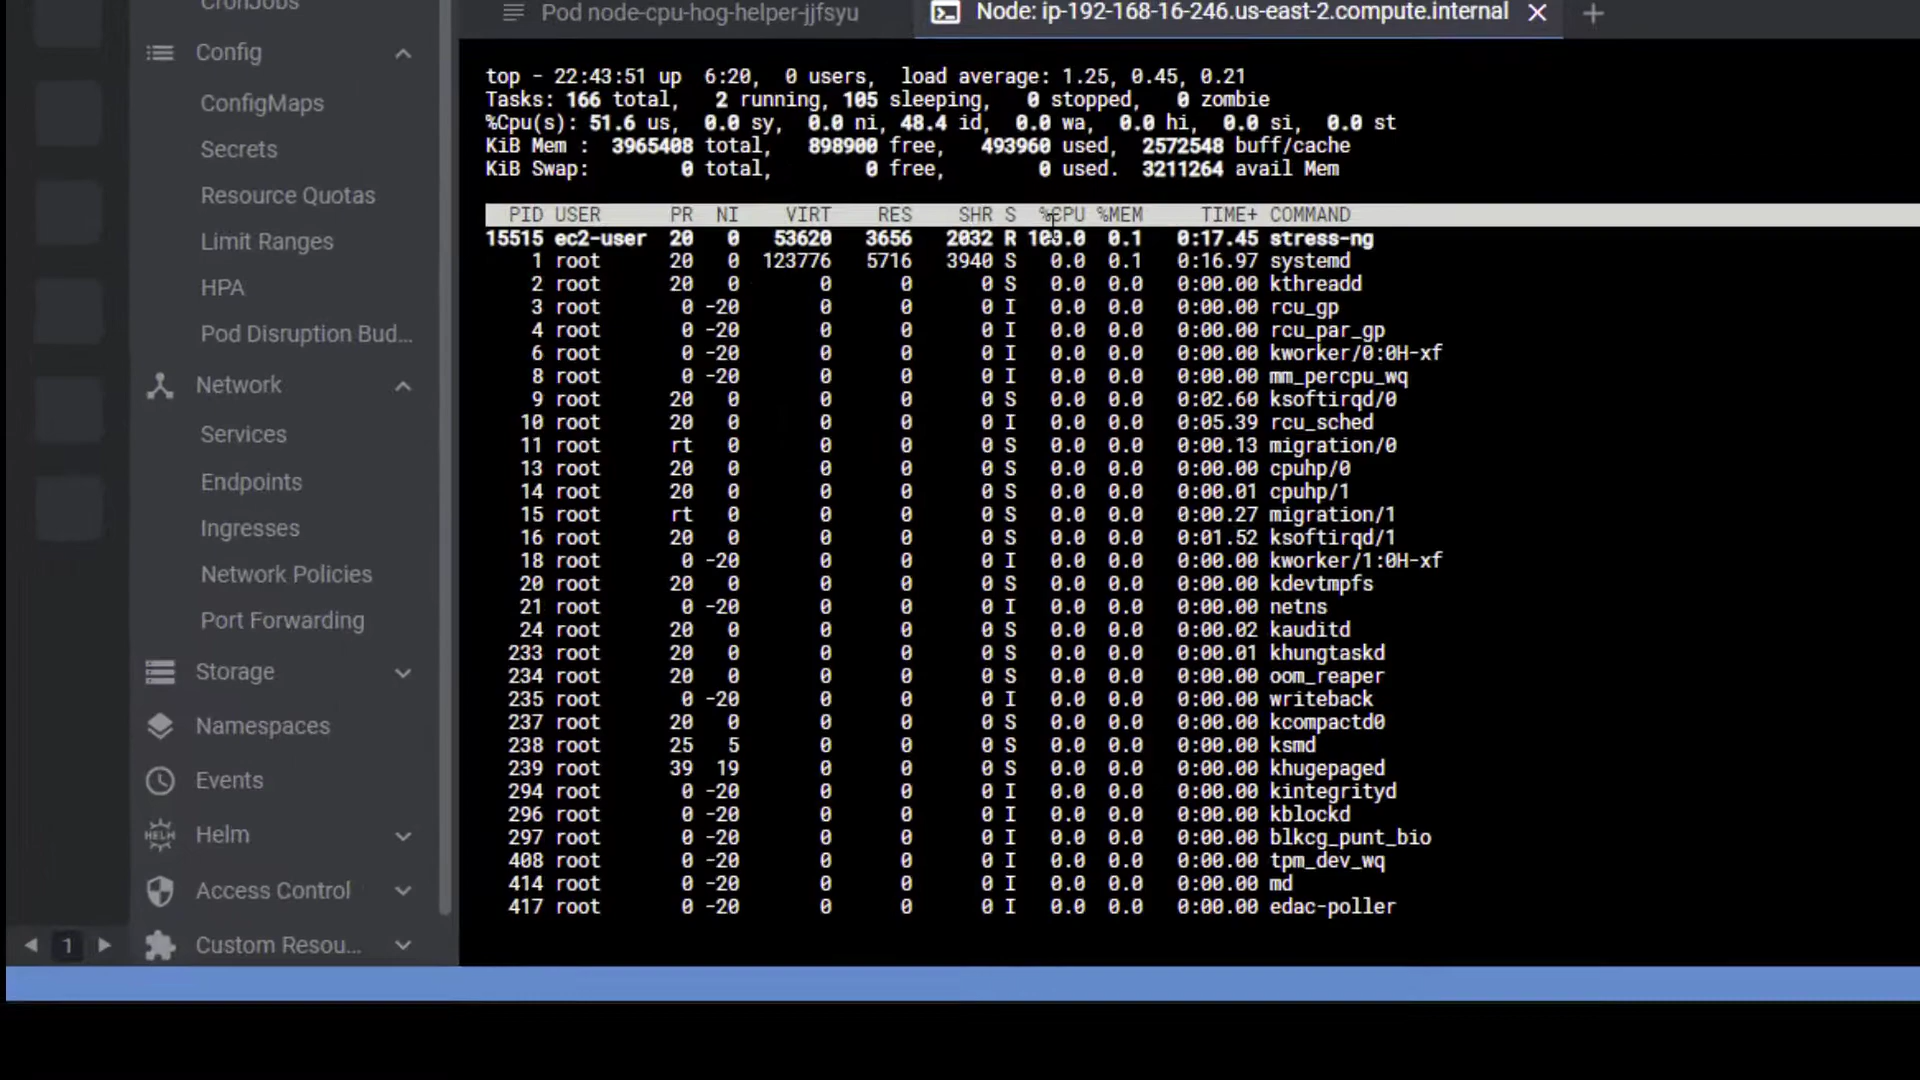 CronJobs
Config
ConfigMaps
Secrets
Resource Quotas
Limit Ranges
HPA
Pod Disruption Bud...
Network
Services
Endpoints
Ingresses
Network Policies
Port Forwarding
Storage
Namespaces
Events
HELM Helm
Access Control
Custom Resou...
1
Pod node-cpu-hog-helper-jjfsyu
Node: ip-192-168-16-246.us-east-2.compute.internal
top - 22:43:51 up  6:20,  0 users,  load average: 1.25, 0.45, 0.21
Tasks: 166 total,   2 running, 105 sleeping,   0 stopped,   0 zombie
%Cpu(s): 51.6 us,  0.0 sy,  0.0 ni, 48.4 id,  0.0 wa,  0.0 hi,  0.0 si,  0.0 st
KiB Mem :  3965408 total,   898900 free,   493960 used,  2572548 buff/cache
KiB Swap:        0 total,        0 free,        0 used.  3211264 avail Mem
PID USER PR NI VIRT RES SHR S %CPU %MEM TIME+ COMMAND
15515 ec2-user 20 0 53620 3656 2032 R 100.0 0.1 0:17.45 stress-ng
1 root 20 0 123776 5716 3940 S 0.0 0.1 0:16.97 systemd
2 root 20 0 0 0 0 S 0.0 0.0 0:00.00 kthreadd
3 root 0 -20 0 0 0 I 0.0 0.0 0:00.00 rcu_gp
4 root 0 -20 0 0 0 I 0.0 0.0 0:00.00 rcu_par_gp
6 root 0 -20 0 0 0 I 0.0 0.0 0:00.00 kworker/0:0H-xf
8 root 0 -20 0 0 0 I 0.0 0.0 0:00.00 mm_percpu_wq
9 root 20 0 0 0 0 S 0.0 0.0 0:02.60 ksoftirqd/0
10 root 20 0 0 0 0 I 0.0 0.0 0:05.39 rcu_sched
11 root rt 0 0 0 0 S 0.0 0.0 0:00.13 migration/0
13 root 20 0 0 0 0 S 0.0 0.0 0:00.00 cpuhp/0
14 root 20 0 0 0 0 S 0.0 0.0 0:00.01 cpuhp/1
15 root rt 0 0 0 0 S 0.0 0.0 0:00.27 migration/1
16 root 20 0 0 0 0 S 0.0 0.0 0:01.52 ksoftirqd/1
18 root 0 -20 0 0 0 I 0.0 0.0 0:00.00 kworker/1:0H-xf
20 root 20 0 0 0 0 S 0.0 0.0 0:00.00 kdevtmpfs
21 root 0 -20 0 0 0 I 0.0 0.0 0:00.00 netns
24 root 20 0 0 0 0 S 0.0 0.0 0:00.02 kauditd
233 root 20 0 0 0 0 S 0.0 0.0 0:00.01 khungtaskd
234 root 20 0 0 0 0 S 0.0 0.0 0:00.00 oom_reaper
235 root 0 -20 0 0 0 I 0.0 0.0 0:00.00 writeback
237 root 20 0 0 0 0 S 0.0 0.0 0:00.00 kcompactd0
238 root 25 5 0 0 0 S 0.0 0.0 0:00.00 ksmd
239 root 39 19 0 0 0 S 0.0 0.0 0:00.00 khugepaged
294 root 0 -20 0 0 0 I 0.0 0.0 0:00.00 kintegrityd
296 root 0 -20 0 0 0 I 0.0 0.0 0:00.00 kblockd
297 root 0 -20 0 0 0 I 0.0 0.0 0:00.00 blkcg_punt_bio
408 root 0 -20 0 0 0 I 0.0 0.0 0:00.00 tpm_dev_wq
414 root 0 -20 0 0 0 I 0.0 0.0 0:00.00 md
417 root 0 -20 0 0 0 I 0.0 0.0 0:00.00 edac-poller